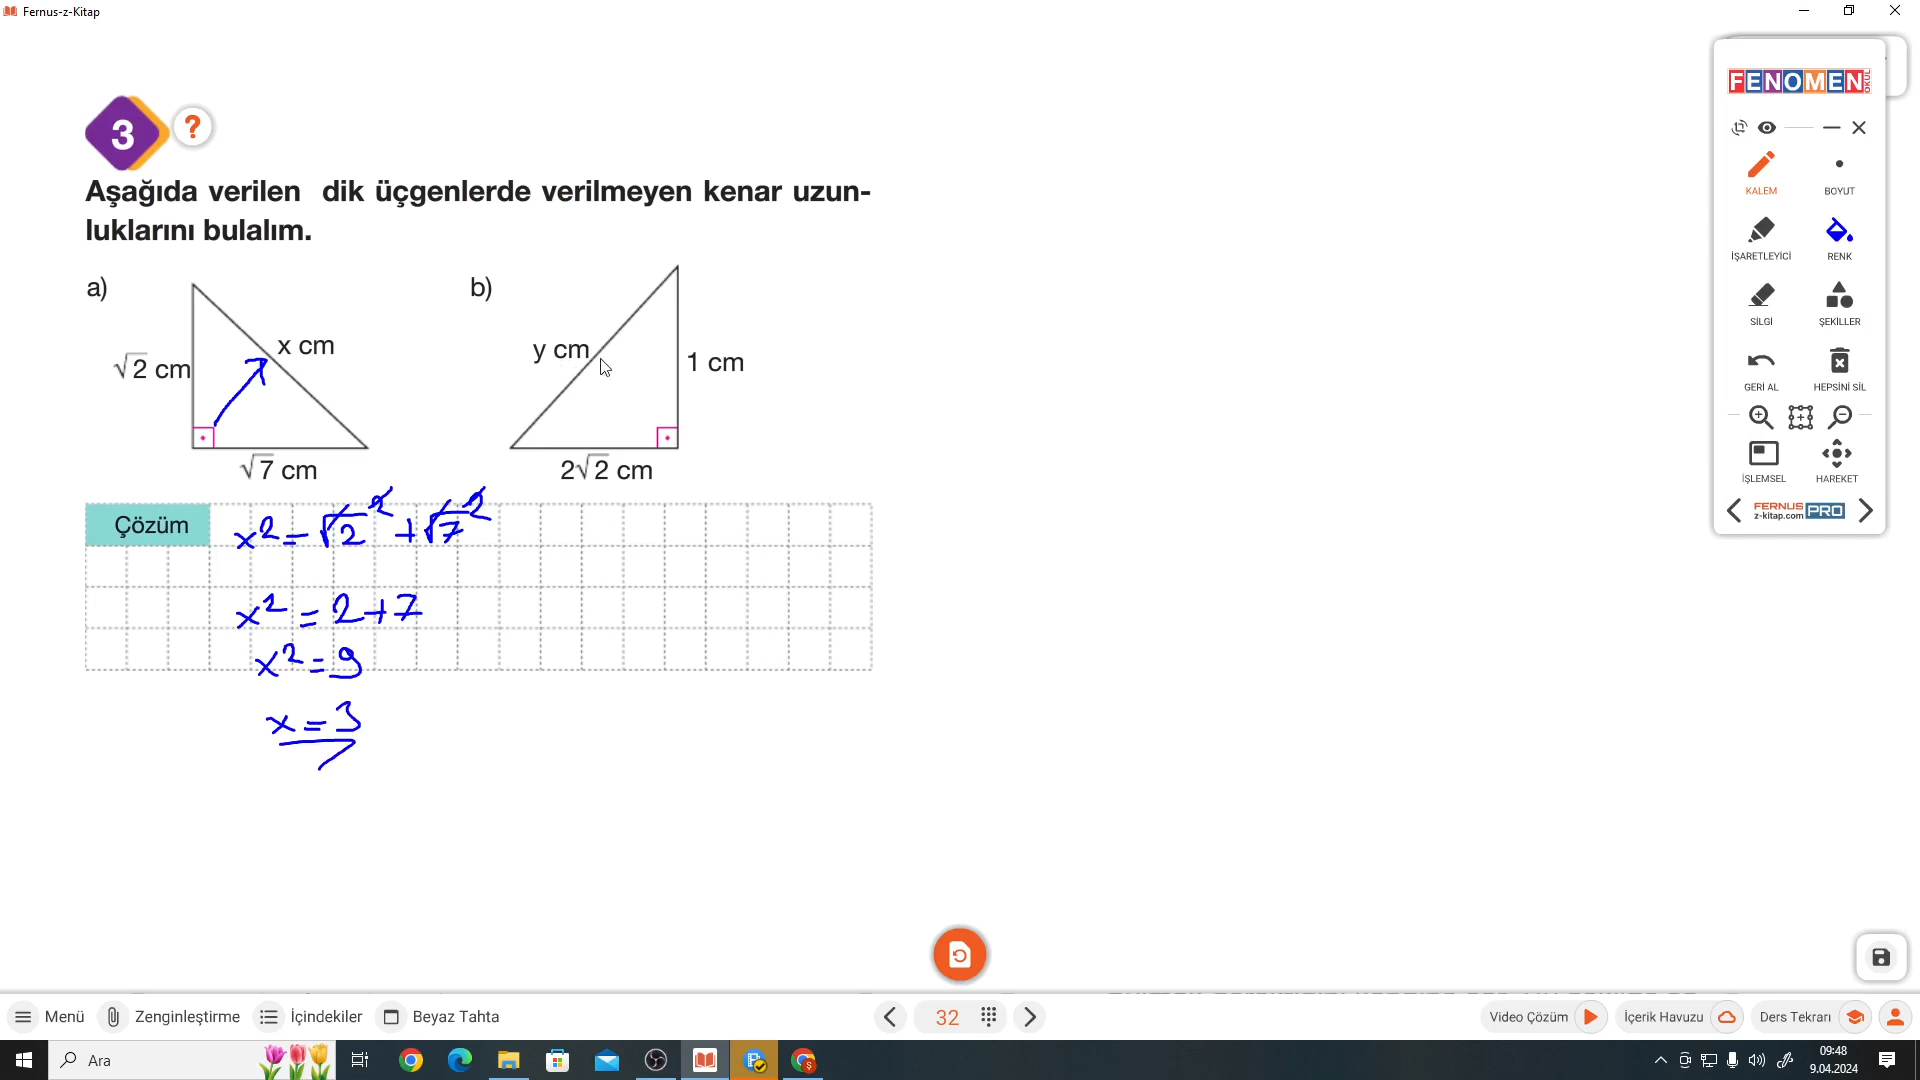 Fernus-z-Kitap
3
?
Aşağıda verilen dik üçgenlerde verilmeyen kenar uzun-
luklarını bulalım.
a)
√2 cm
x cm
√7 cm
b)
y cm
1 cm
2√2 cm
Çözüm
x² = √2² + √7²
x² = 2+7
x² = 9
x = 3
FENOMEN OKUL
KALEM
BOYUT
İŞARETLEYİCİ
RENK
SİLGİ
ŞEKİLLER
GERİ AL
HEPSİNİ SİL
İŞLEMSEL
HAREKET
FERNUS
z-kitap.com PRO
Menü
Zenginleştirme
İçindekiler
Beyaz Tahta
32
Video Çözüm
İçerik Havuzu
Ders Tekrarı
Ara
09:48
9.04.2024